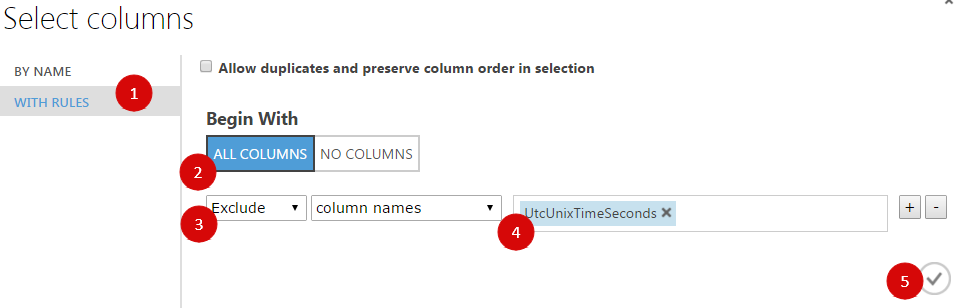 Select columns
BY NAME
WITH RULES
1
Allow duplicates and preserve column order in selection
Begin With
ALL COLUMNS NO COLUMNS
2
Exclude column names UtcUnixTimeSeconds + -
3
4
5